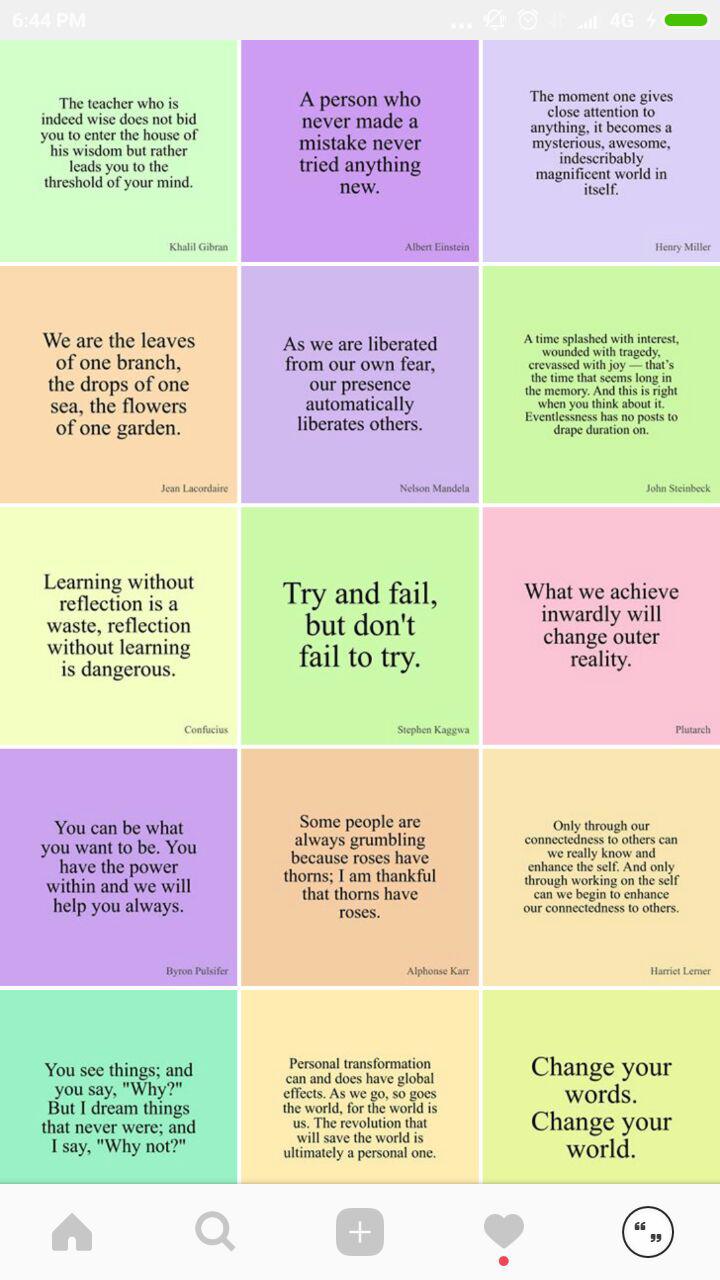 6:44 PM
4G
The teacher who is
indeed wise does not bid
you to enter the house of
his wisdom but rather
leads you to the
threshold of your mind.
Khalil Gibran
A person who
never made a
mistake never
tried anything
new.
Albert Einstein
The moment one gives
close attention to
anything, it becomes a
mysterious, awesome,
indescribably
magnificent world in
itself.
Henry Miller
We are the leaves
of one branch,
the drops of one
sea, the flowers
of one garden.
Jean Lacordaire
As we are liberated
from our own fear,
our presence
automatically
liberates others.
Nelson Mandela
A time splashed with interest,
wounded with tragedy,
crevassed with joy — that's
the time that seems long in
the memory. And this is right
when you think about it.
Eventlessness has no posts to
drape duration on.
John Steinbeck
Learning without
reflection is a
waste, reflection
without learning
is dangerous.
Confucius
Try and fail,
but don't
fail to try.
Stephen Kaggwa
What we achieve
inwardly will
change outer
reality.
Plutarch
You can be what
you want to be. You
have the power
within and we will
help you always.
Byron Pulsifer
Some people are
always grumbling
because roses have
thorns; I am thankful
that thorns have
roses.
Alphonse Karr
Only through our
connectedness to others can
we really know and
enhance the self. And only
through working on the self
can we begin to enhance
our connectedness to others.
Harriet Lerner
You see things; and
you say, "Why?"
But I dream things
that never were; and
I say, "Why not?"
Personal transformation
can and does have global
effects. As we go, so goes
the world, for the world is
us. The revolution that
will save the world is
ultimately a personal one.
Change your
words.
Change your
world.